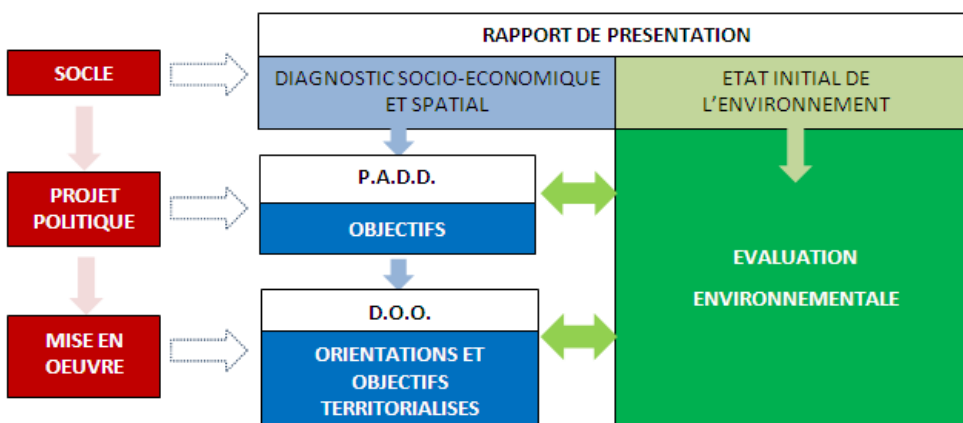 RAPPORT DE PRESENTATION
SOCLE
DIAGNOSTIC SOCIO-ECONOMIQUE
ET SPATIAL
ETAT INITIAL DE
L'ENVIRONNEMENT
PROJET
POLITIQUE
P.A.D.D.
OBJECTIFS
EVALUATION
ENVIRONNEMENTALE
MISE EN
OEUVRE
D.O.O.
ORIENTATIONS ET
OBJECTIFS
TERRITORIALISES